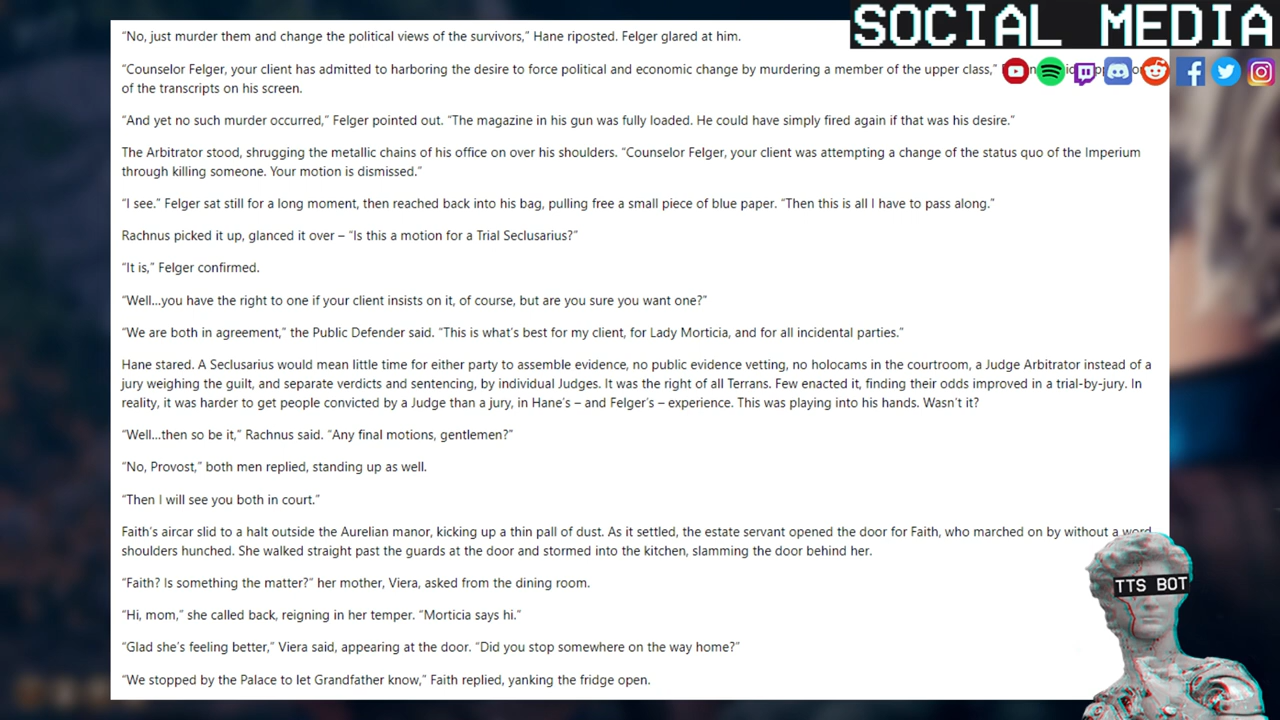 SOCIAL MEDIA
“No, just murder them and change the political views of the survivors,” Hane riposted. Felger glared at him.
“Counselor Felger, your client has admitted to harboring the desire to force political and economic change by murdering a member of the upper class,”
of the transcripts on his screen.
“And yet no such murder occurred,” Felger pointed out. “The magazine in his gun was fully loaded. He could have simply fired again if that was his desire.”
The Arbitrator stood, shrugging the metallic chains of his office on over his shoulders. “Counselor Felger, your client was attempting a change of the status quo of the Imperium
through killing someone. Your motion is dismissed.”
“I see.” Felger sat still for a long moment, then reached back into his bag, pulling free a small piece of blue paper. “Then this is all I have to pass along.”
Rachnus picked it up, glanced it over – “Is this a motion for a Trial Seclusarius?”
“It is,” Felger confirmed.
“Well...you have the right to one if your client insists on it, of course, but are you sure you want one?”
“We are both in agreement,” the Public Defender said. “This is what’s best for my client, for Lady Morticia, and for all incidental parties.”
Hane stared. A Seclusarius would mean little time for either party to assemble evidence, no public evidence vetting, no holocams in the courtroom, a Judge Arbitrator instead of a
jury weighing the guilt, and separate verdicts and sentencing, by individual Judges. It was the right of all Terrans. Few enacted it, finding their odds improved in a trial-by-jury. In
reality, it was harder to get people convicted by a Judge than a jury, in Hane’s – and Felger’s – experience. This was playing into his hands. Wasn’t it?
“Well...then so be it,” Rachnus said. “Any final motions, gentlemen?”
“No, Provost,” both men replied, standing up as well.
“Then I will see you both in court.”
Faith’s aircar slid to a halt outside the Aurelian manor, kicking up a thin pall of dust. As it settled, the estate servant opened the door for Faith, who marched on by without a word
shoulders hunched. She walked straight past the guards at the door and stormed into the kitchen, slamming the door behind her.
“Faith? Is something the matter?” her mother, Viera, asked from the dining room.
“Hi, mom,” she called back, reigning in her temper. “Morticia says hi.”
“Glad she’s feeling better,” Viera said, appearing at the door. “Did you stop somewhere on the way home?”
“We stopped by the Palace to let Grandfather know,” Faith replied, yanking the fridge open.
TTS BOT